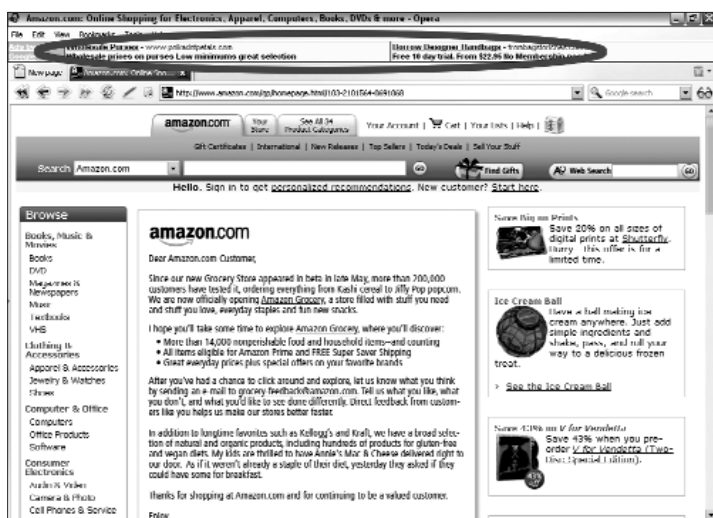 Amazon.com: Online Shopping for Electronics, Apparel, Computers, Books, DVDs & more - Opera
File Edit View Bookmarks
Wholesale Purses - www.polkadotpetals.com
Wholesale prices on purses Low minimums great selection
Borrow Designer Handbags -
Free 10 day trial. From $22.95 No Membership
New page
Amazon.com: Online Sho...
http://www.amazon.com/gp/homepage.html/103-2101564-8691068
Google search
amazon.com
Your Store
See All 34 Product Categories
Your Account | Cart | Your Lists | Help |
Gift Certificates | International | New Releases | Top Sellers | Today's Deals | Sell Your Stuff
Search Amazon.com
GO
Find Gifts
A9 Web Search
GO
Hello. Sign in to get personalized recommendations. New customer? Start here.
Browse
Books, Music & Movies
Books
DVD
Magazines & Newspapers
Music
Textbooks
VHS
Clothing & Accessories
Apparel & Accessories
Jewelry & Watches
Shoes
Computer & Office
Computers
Office Products
Software
Consumer Electronics
Audio & Video
Camera & Photo
Cell Phones & Service
amazon.com
Dear Amazon.com Customer,
Since our new Grocery Store appeared in beta in late May, more than 200,000
customers have tested it, ordering everything from Kashi cereal to Jiffy Pop popcorn.
We are now officially opening Amazon Grocery, a store filled with stuff you need
and stuff you love, everyday staples and fun new snacks.
I hope you'll take some time to explore Amazon Grocery, where you'll discover:
• More than 14,000 nonperishable food and household items—and counting
• All items eligible for Amazon Prime and FREE Super Saver Shipping
• Great everyday prices plus special offers on your favorite brands
After you've had a chance to click around and explore, let us know what you think
by sending an e-mail to grocery-feedback@amazon.com. Tell us what you like, what
you don't, and what you'd like to see done differently. Direct feedback from custom-
ers like you helps us make our stores better faster.
In addition to longtime favorites such as Kellogg's and Kraft, we have a broad selec-
tion of natural and organic products, including hundreds of products for gluten-free
and vegan diets. My kids are thrilled to have Annie's Mac & Cheese delivered right to
our door. As if it weren't already a staple of their diet, yesterday they asked if they
could have some for breakfast.
Thanks for shopping at Amazon.com and for continuing to be a valued customer.
Enjoy,
Save Big on Prints
Save 20% on all sizes of
digital prints at Shutterfly.
Hurry--this offer is for a
limited time.
Ice Cream Ball
Have a ball making ice
cream anywhere. Just add
simple ingredients and
shake, pass, and roll your
way to a delicious frozen
treat.
> See the Ice Cream Ball
Save 43% on V for Vendetta
Save 43% when you pre-
order V for Vendetta (Two-
Disc Special Edition).
43% off